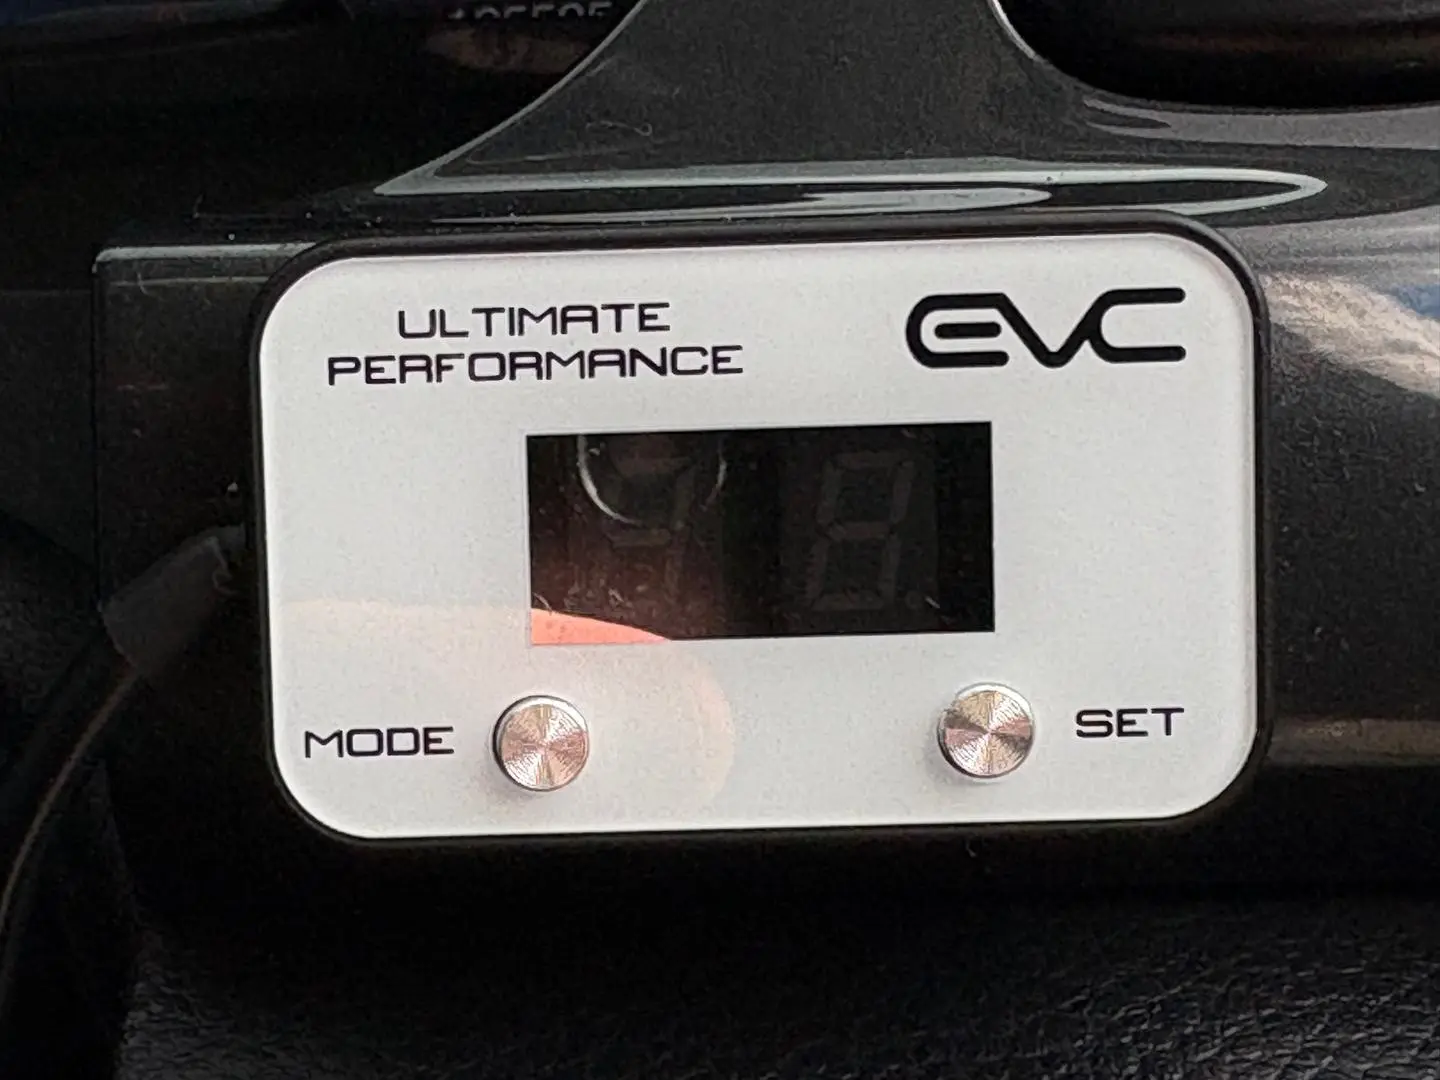 ULTIMATE
PERFORMANCE
EVC
MODE
SET